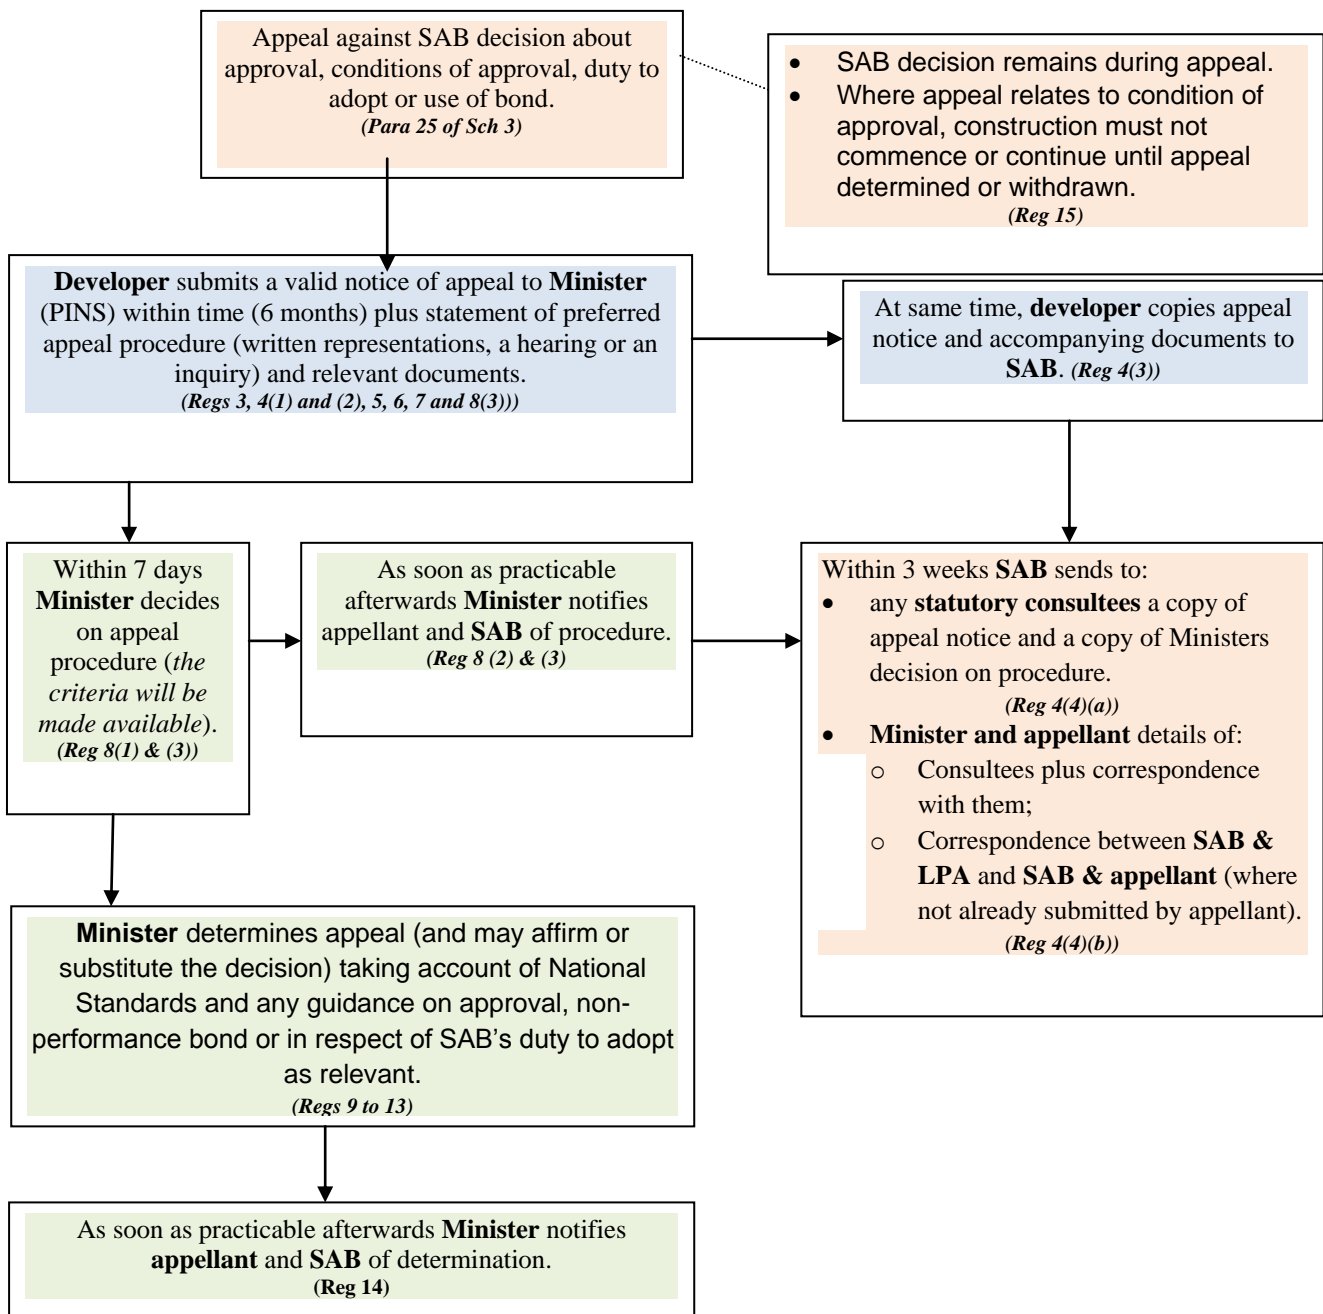 Appeal against SAB decision about
approval, conditions of approval, duty to
adopt or use of bond.
(Para 25 of Sch 3)
• SAB decision remains during appeal.
• Where appeal relates to condition of
approval, construction must not
commence or continue until appeal
determined or withdrawn.
(Reg 15)
Developer submits a valid notice of appeal to Minister
(PINS) within time (6 months) plus statement of preferred
appeal procedure (written representations, a hearing or an
inquiry) and relevant documents.
(Regs 3, 4(1) and (2), 5, 6, 7 and 8(3)))
At same time, developer copies appeal
notice and accompanying documents to
SAB. (Reg 4(3))
Within 7 days
Minister decides
on appeal
procedure (the
criteria will be
made available).
(Reg 8(1) & (3))
As soon as practicable
afterwards Minister notifies
appellant and SAB of procedure.
(Reg 8 (2) & (3)
Within 3 weeks SAB sends to:
• any statutory consultees a copy of
appeal notice and a copy of Ministers
decision on procedure.
(Reg 4(4)(a))
• Minister and appellant details of:
o Consultees plus correspondence
with them;
o Correspondence between SAB &
LPA and SAB & appellant (where
not already submitted by appellant).
(Reg 4(4)(b))
Minister determines appeal (and may affirm or
substitute the decision) taking account of National
Standards and any guidance on approval, non-
performance bond or in respect of SAB's duty to adopt
as relevant.
(Regs 9 to 13)
As soon as practicable afterwards Minister notifies
appellant and SAB of determination.
(Reg 14)